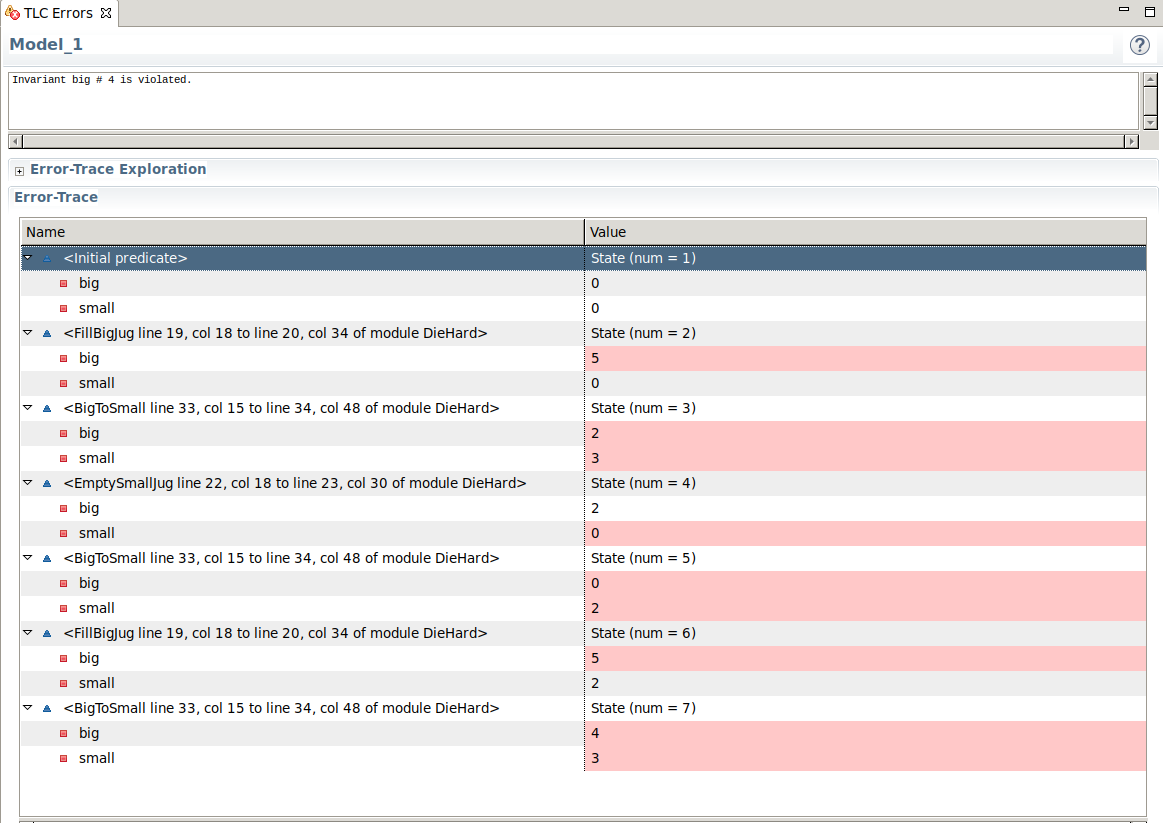 TLC Errors
Model_1
?
Invariant big # 4 is violated.
Error-Trace Exploration
Error-Trace
Name Value
<Initial predicate> State (num = 1)
big 0
small 0
<FillBigJug line 19, col 18 to line 20, col 34 of module DieHard> State (num = 2)
big 5
small 0
<BigToSmall line 33, col 15 to line 34, col 48 of module DieHard> State (num = 3)
big 2
small 3
<EmptySmallJug line 22, col 18 to line 23, col 30 of module DieHard> State (num = 4)
big 2
small 0
<BigToSmall line 33, col 15 to line 34, col 48 of module DieHard> State (num = 5)
big 0
small 2
<FillBigJug line 19, col 18 to line 20, col 34 of module DieHard> State (num = 6)
big 5
small 2
<BigToSmall line 33, col 15 to line 34, col 48 of module DieHard> State (num = 7)
big 4
small 3